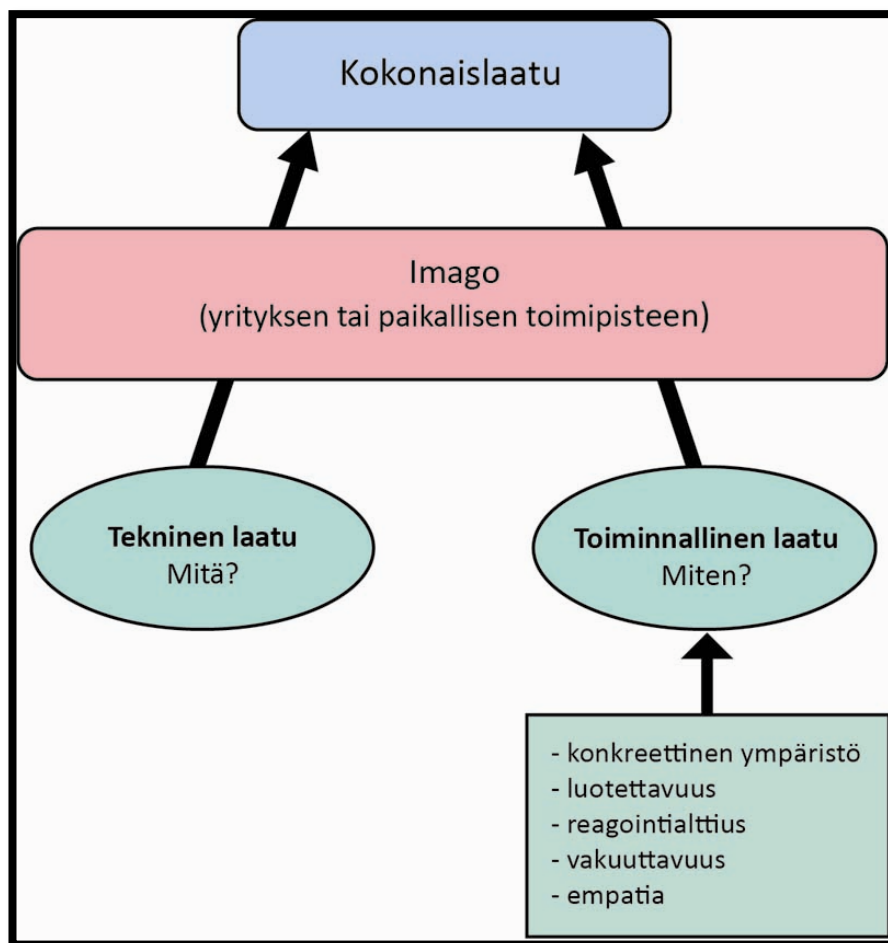 Kokonaislaatu
Imago
(yrityksen tai paikallisen toimipisteen)
Tekninen laatu
Mitä?
Toiminnallinen laatu
Miten?
- konkreettinen ympäristö
- luotettavuus
- reagointialttius
- vakuuttavuus
- empatia